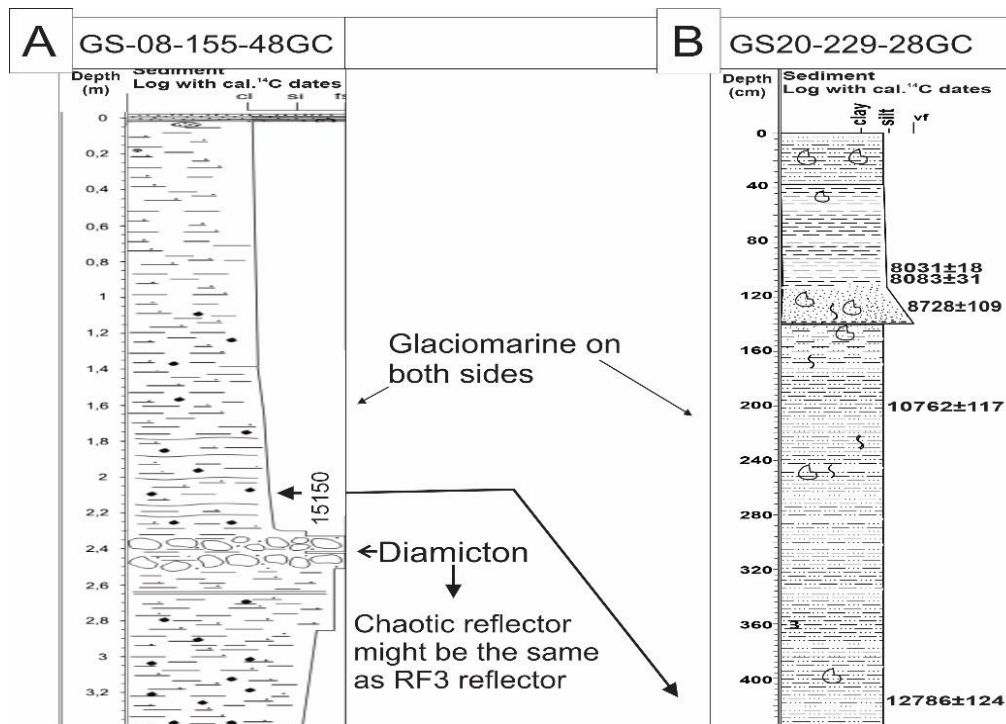 A GS-08-155-48GC
Depth (m)
Sediment
Log with cal.¹⁴C dates
cl si fs
0
0,2
0,4
0,6
0,8
1
1,2
1,4
1,6
1,8
2
2,2
2,4
2,6
2,8
3
3,2
15150
Diamicton
Chaotic reflector
might be the same
as RF3 reflector
Glaciomarine on
both sides
B GS20-229-28GC
Depth (cm)
Sediment
Log with cal.¹⁴C dates
clay silt vf
0
40
80
120
160
200
240
280
320
360
400
8031±18
8083±31
8728±109
10762±117
3
12786±124